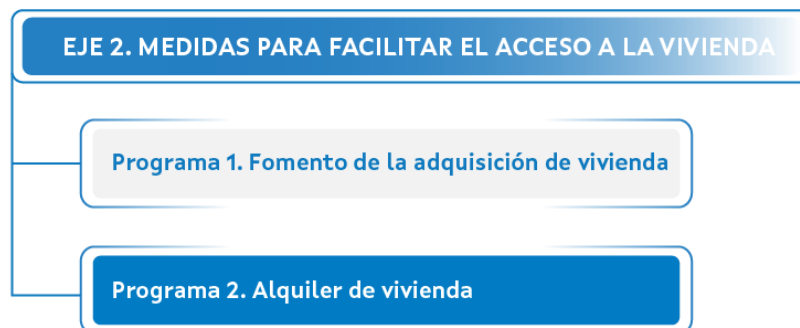 EJE 2. MEDIDAS PARA FACILITAR EL ACCESO A LA VIVIENDA
Programa 1. Fomento de la adquisición de vivienda
Programa 2. Alquiler de vivienda